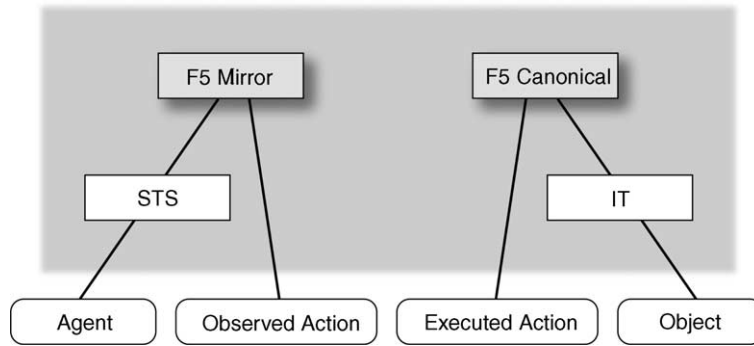 F5 Mirror
F5 Canonical
STS
IT
Agent
Observed Action
Executed Action
Object